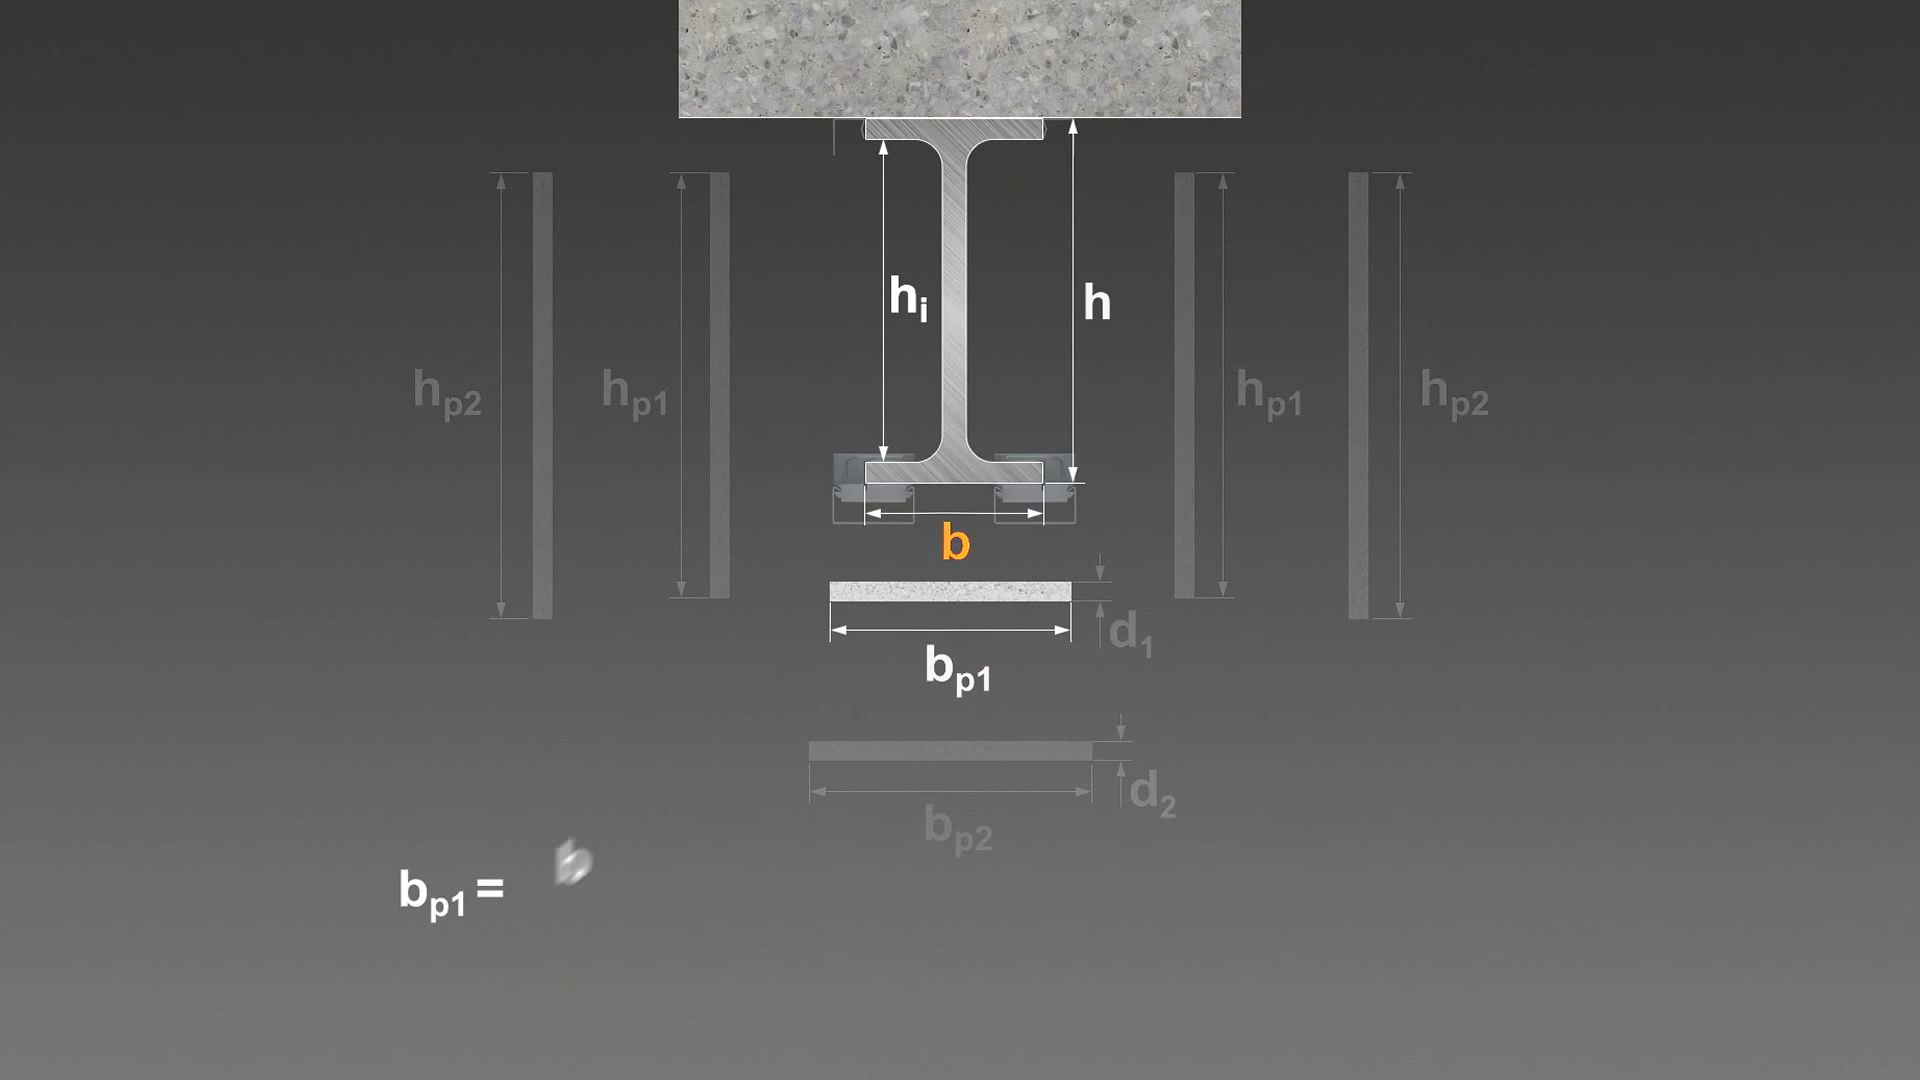 h_i
h
h_p2
h_p1
h_p1
h_p2
b
d_1
b_p1
d_2
b_p2
b_p1 = b